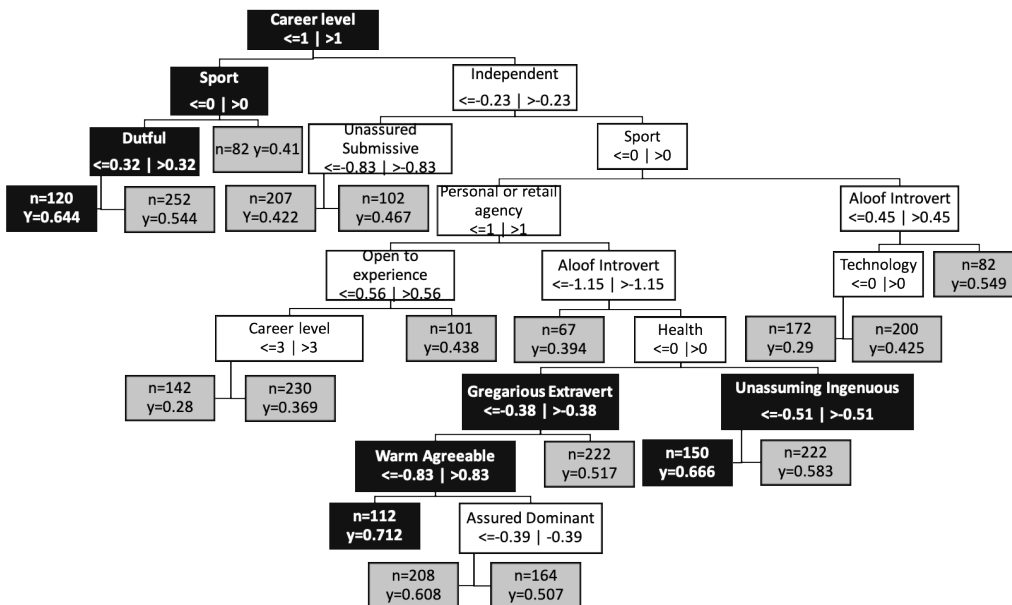 Career level
<=1 | >1
Sport
<=0 | >0
Independent
<=-0.23 | >-0.23
Dutful
<=0.32 | >0.32
n=82 y=0.41
Unassured
Submissive
<=-0.83 | >-0.83
Sport
<=0 | >0
n=120
Y=0.644
n=252
y=0.544
n=207
Y=0.422
n=102
y=0.467
Personal or retail
agency
<=1 | >1
Aloof Introvert
<=0.45 | >0.45
Open to
experience
<=0.56 | >0.56
Aloof Introvert
<=-1.15 | >-1.15
Technology
<=0 | >0
n=82
y=0.549
Career level
<=3 | >3
n=101
y=0.438
n=67
y=0.394
Health
<=0 |>0
n=172
y=0.29
n=200
y=0.425
n=142
y=0.28
n=230
y=0.369
Gregarious Extravert
<=-0.38 | >-0.38
Unassuming Ingenuous
<=-0.51 | >-0.51
Warm Agreeable
<=-0.83 | >0.83
n=222
y=0.517
n=150
y=0.666
n=222
y=0.583
n=112
y=0.712
Assured Dominant
<=-0.39 | -0.39
n=208
y=0.608
n=164
y=0.507